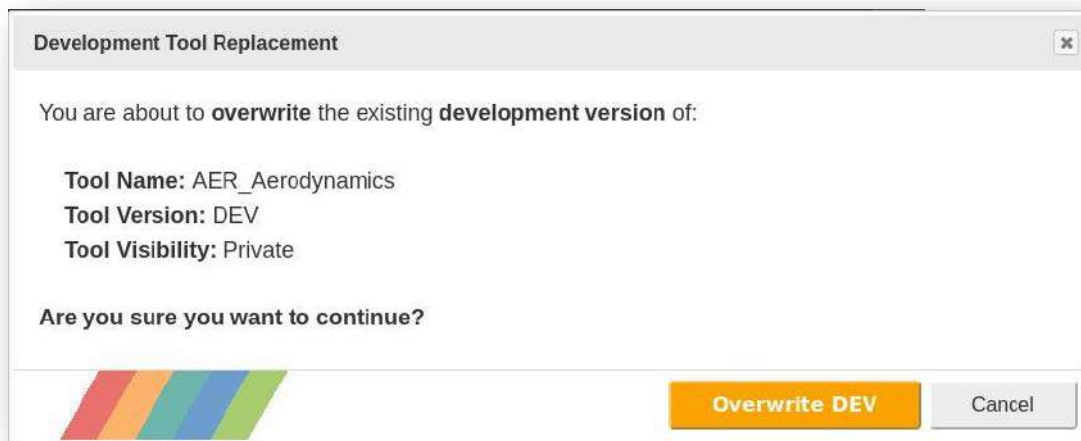 Development Tool Replacement
You are about to overwrite the existing development version of:
Tool Name: AER_Aerodynamics
Tool Version: DEV
Tool Visibility: Private
Are you sure you want to continue?
Overwrite DEV
Cancel